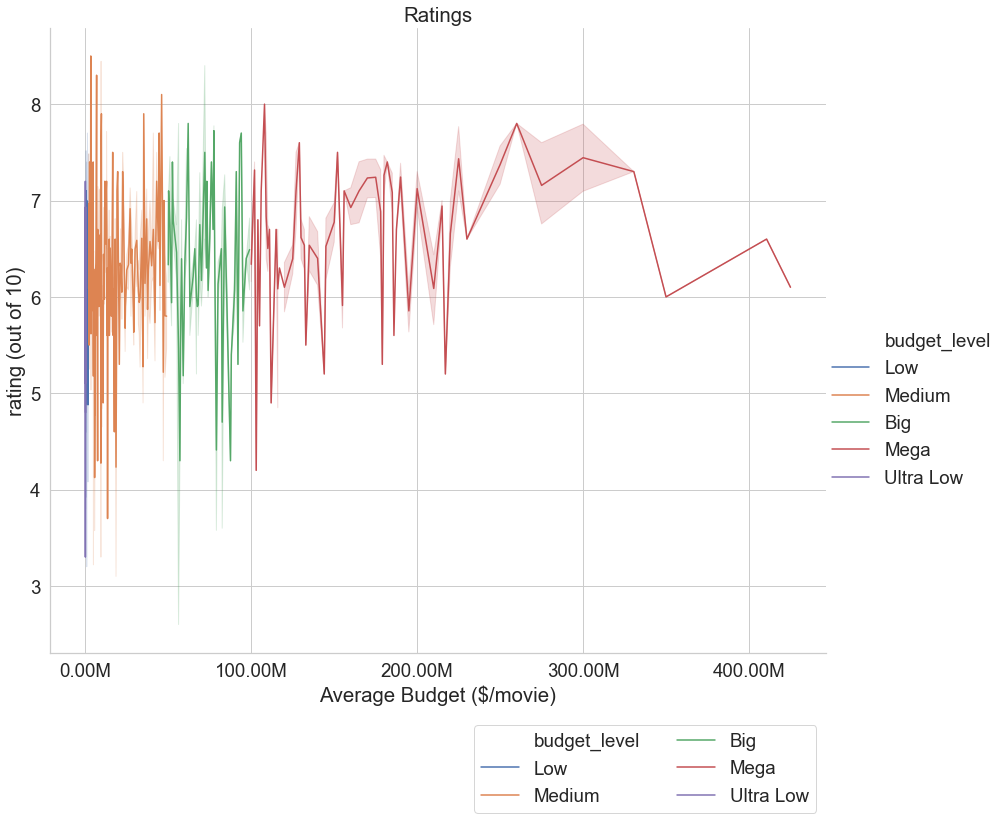 Ratings
rating (out of 10)
8
7
6
5
4
3
0.00M 100.00M 200.00M 300.00M 400.00M
Average Budget ($/movie)
budget_level
Low
Medium
Big
Mega
Ultra Low
budget_level
Low
Medium
Big
Mega
Ultra Low